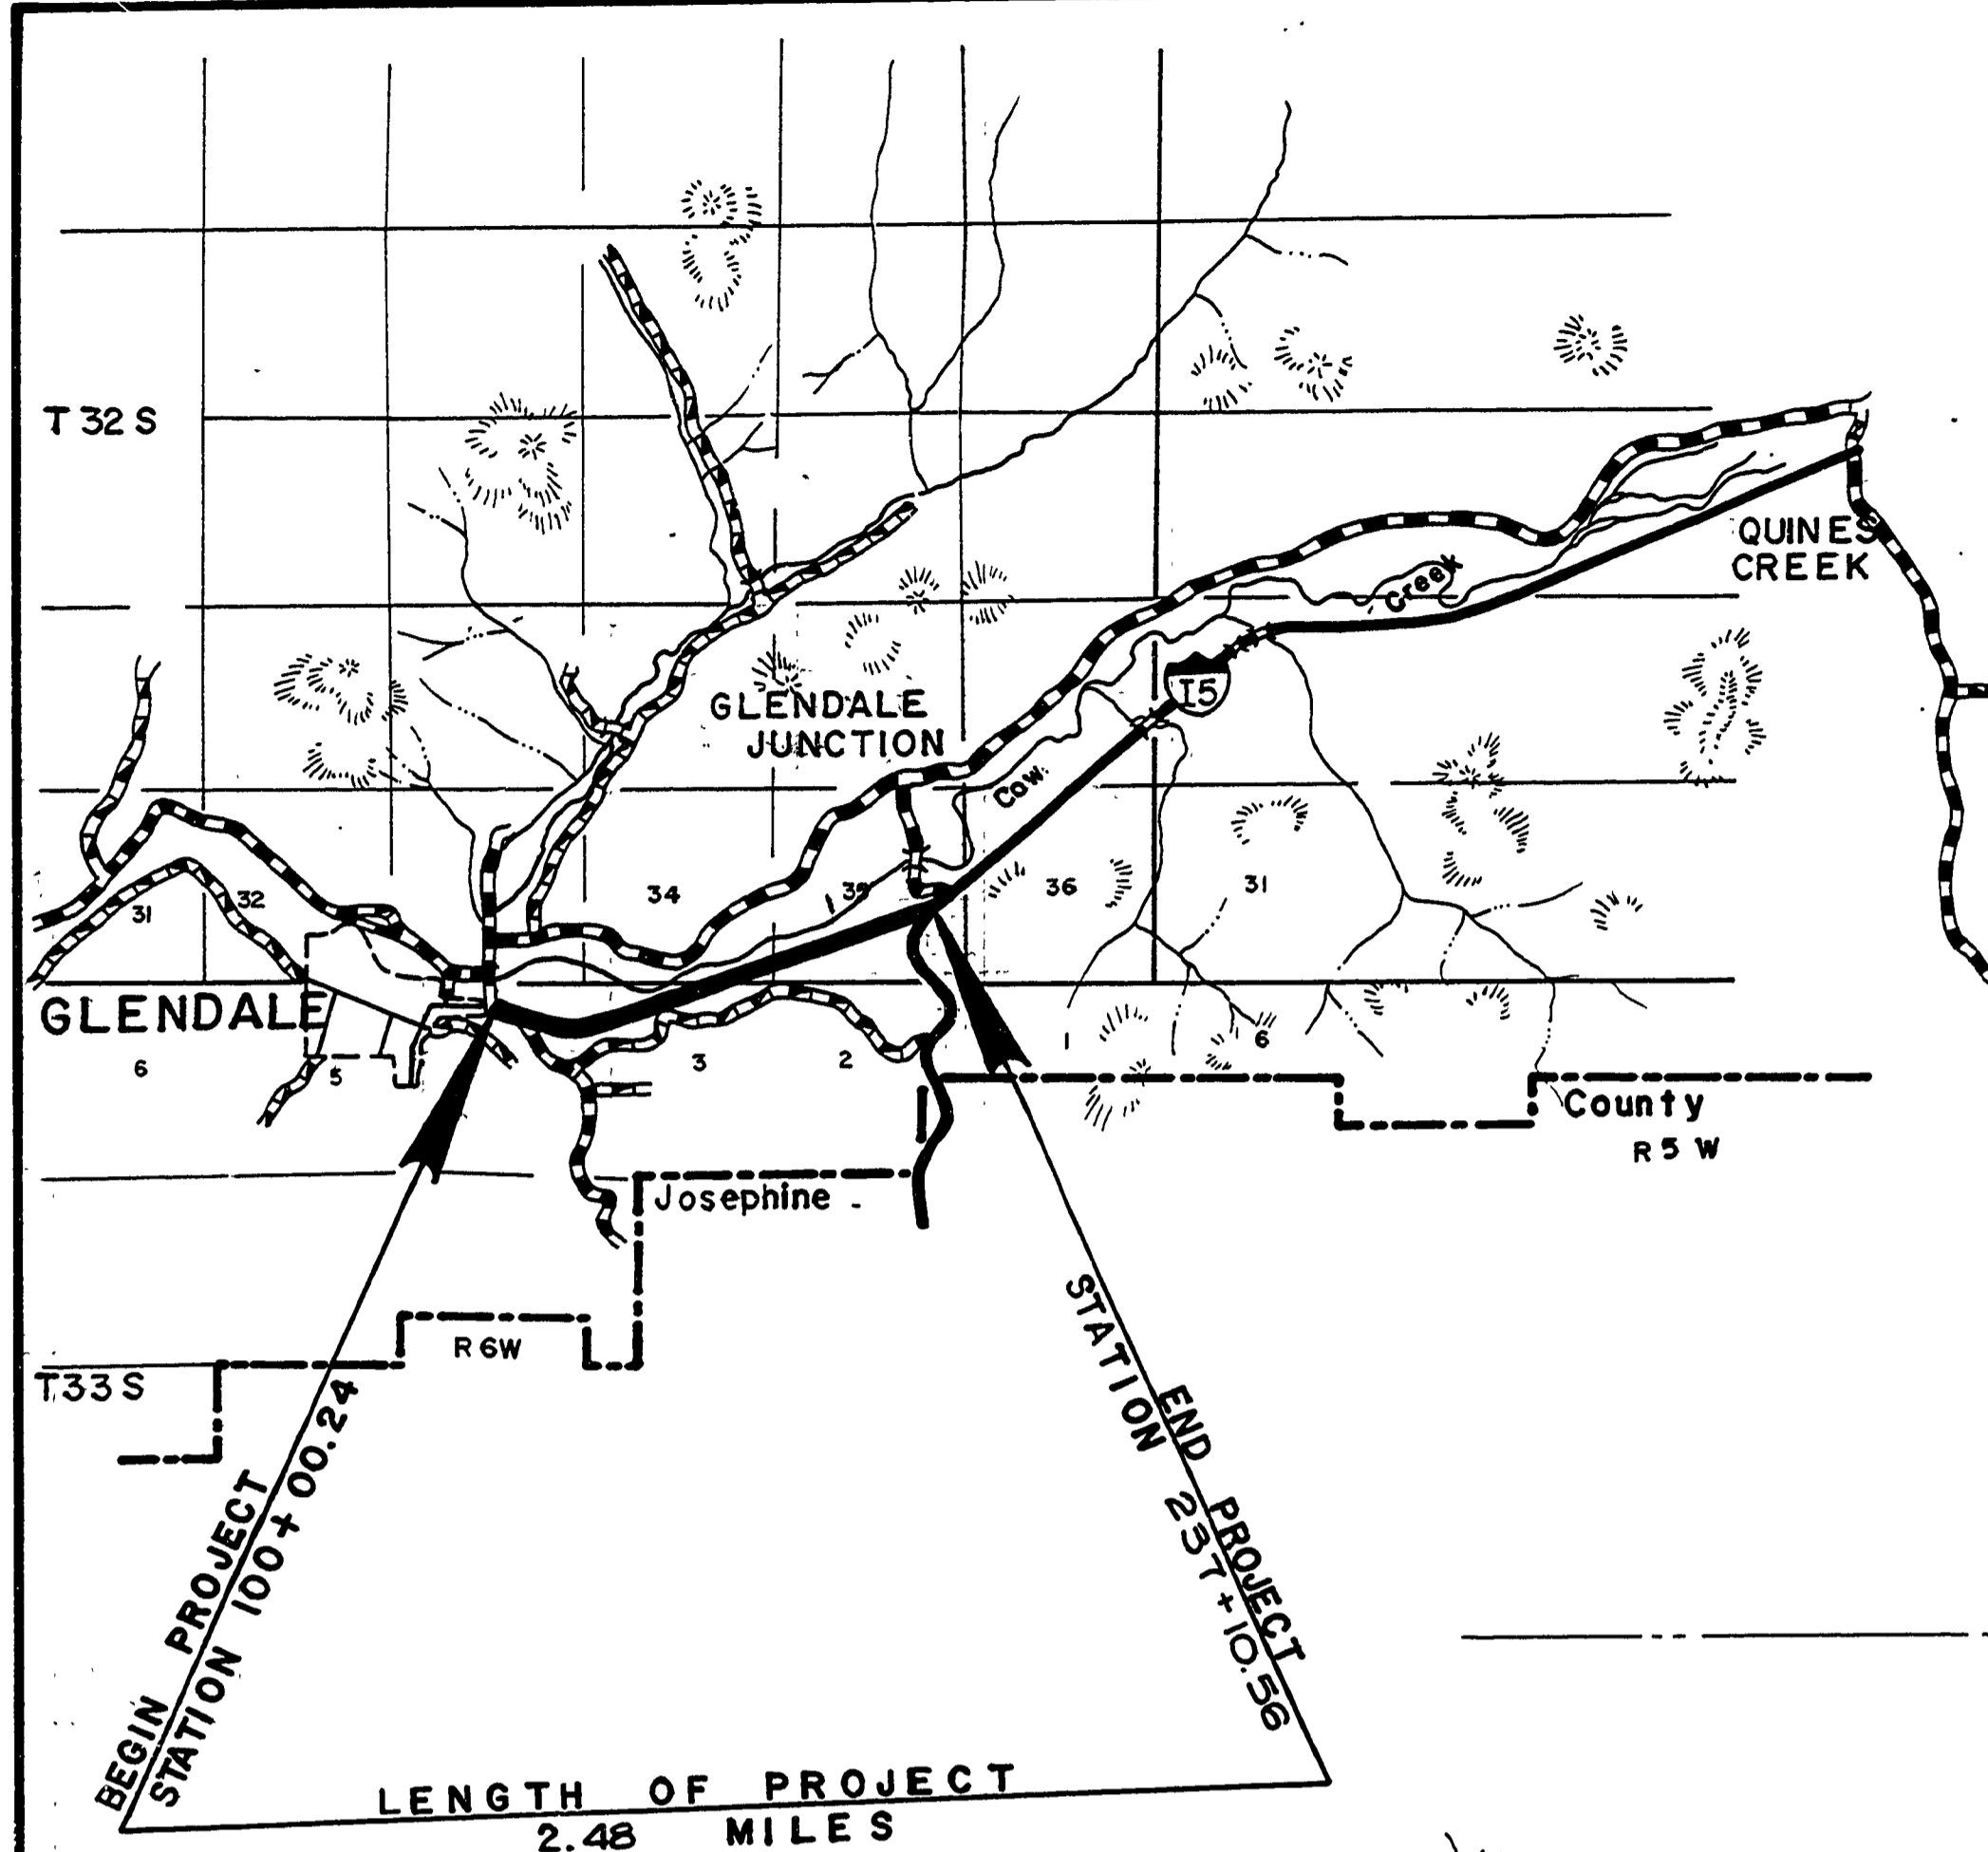 T 32 S
QUINES
CREEK
Creek
I5
GLENDALE
JUNCTION
Cow
31
32
34
35
36
31
GLENDALE
6
5
3
2
1
6
County
R 5 W
Josephine
R 6W
T.33 S
BEGIN PROJECT
STATION 100+00.24
END PROJECT
STATION 237+10.56
LENGTH OF PROJECT
2.48 MILES